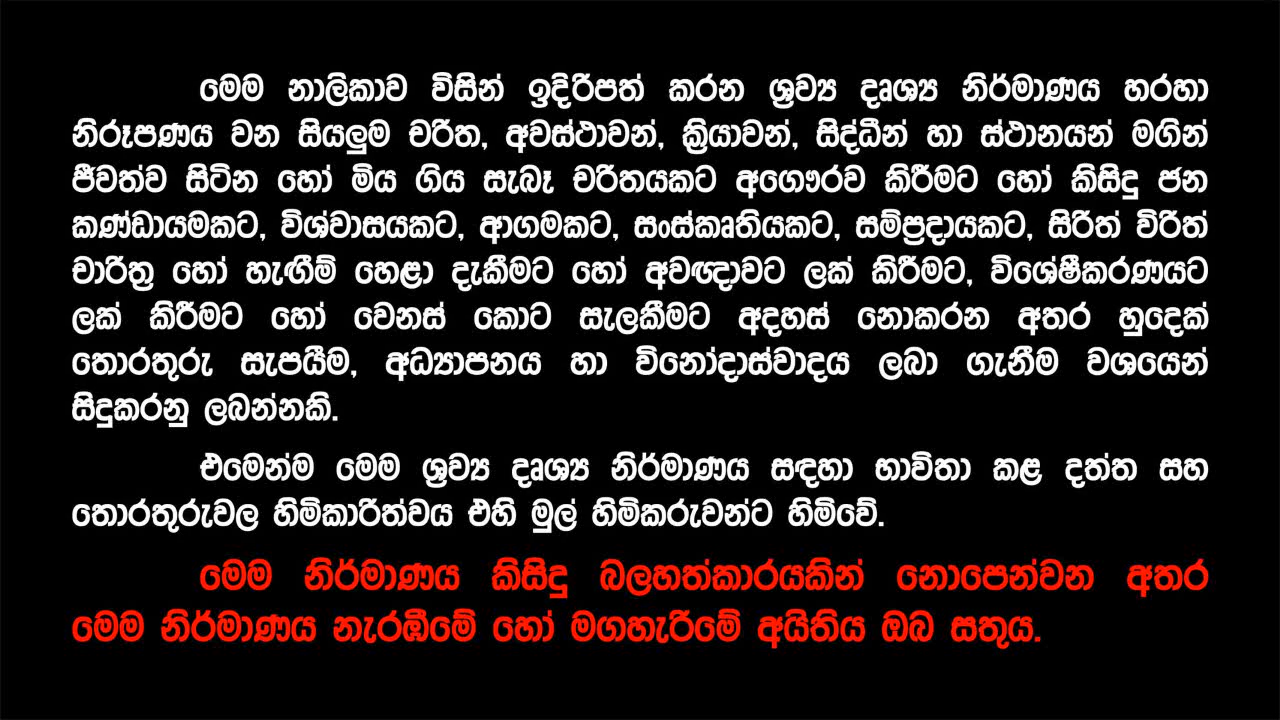 මෙම නාලිකාව විසින් ඉදිරිපත් කරන ශ්‍රව්‍ය දෘශ්‍ය නිර්මාණය හරහා
නිරූපණය වන සියලුම චරිත, අවස්ථාවන්, ක්‍රියාවන්, සිද්ධීන් හා ස්ථානයන් මගින්
ජීවත්ව සිටින හෝ මිය ගිය සැබෑ චරිතයකට අගෞරව කිරීමට හෝ කිසිදු ජන
කණ්ඩායමකට, විශ්වාසයකට, ආගමකට, සංස්කෘතියකට, සම්ප්‍රදායකට, සිරිත් විරිත්
චාරිත්‍ර හෝ හැඟීම් හෙළා දැකීමට හෝ අවඥාවට ලක් කිරීමට, විශේෂීකරණයට
ලක් කිරීමට හෝ වෙනස් කොට සැලකීමට අදහස් නොකරන අතර හුදෙක්
තොරතුරු සැපයීම, අධ්‍යාපනය හා විනෝදාස්වාදය ලබා ගැනීම වශයෙන්
සිදුකරනු ලබන්නකි.
එමෙන්ම මෙම ශ්‍රව්‍ය දෘශ්‍ය නිර්මාණය සඳහා භාවිතා කළ දත්ත සහ
තොරතුරුවල හිමිකාරිත්වය එහි මුල් හිමිකරුවන්ට හිමිවේ.
මෙම නිර්මාණය කිසිදු බලහත්කාරයකින් නොපෙන්වන අතර
මෙම නිර්මාණය නැරඹීමේ හෝ මගහැරීමේ අයිතිය ඔබ සතුය.